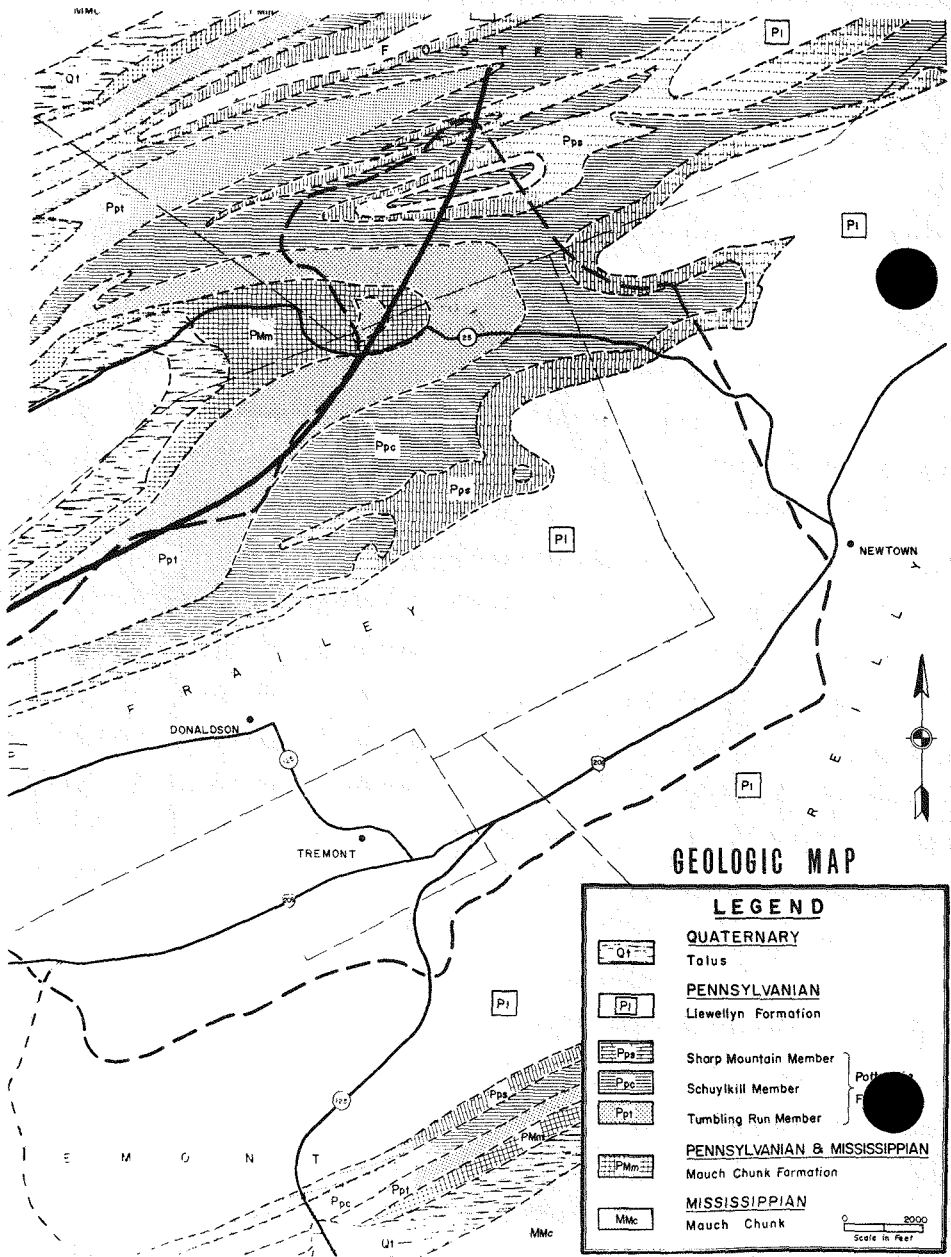 MMc
Pl
F O S T E R
Qt
Pps
Ppt
Pl
25
PMm
Ppc
Pps
Pl
NEWTOWN
Ppt
F R A I L E Y
DONALDSON
R E I L L Y
TREMONT
Pl
GEOLOGIC MAP
LEGEND
QUATERNARY
Qt
Talus
PENNSYLVANIAN
Pl
Llewellyn Formation
Pps
Sharp Mountain Member
Ppc
Schuylkill Member
Ppt
Tumbling Run Member
PENNSYLVANIAN & MISSISSIPPIAN
PMm
Mauch Chunk Formation
MISSISSIPPIAN
MMc
Mauch Chunk
0 2000
Scale in Feet
Pl
125
Pps
PMm
E M O N T
Ppt
Ppc
Qt
MMc